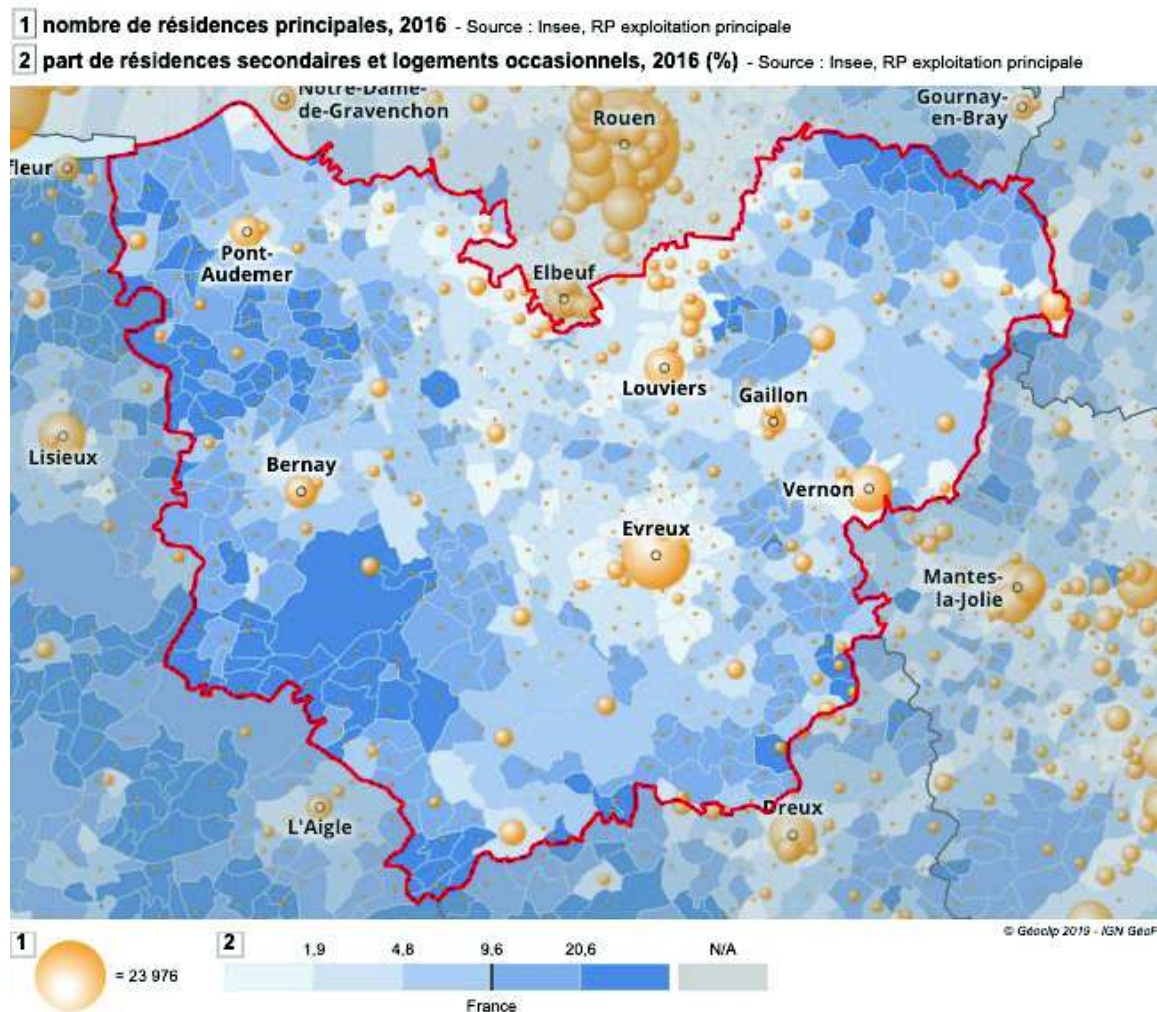 1 nombre de résidences principales, 2016 - Source : Insee, RP exploitation principale
2 part de résidences secondaires et logements occasionnels, 2016 (%) - Source : Insee, RP exploitation principale
Notre-Dame-
de-Gravenchon
Rouen
Gournay-
en-Bray
fleur
Pont-
Audemer
Elbeuf
Louviers
Gaillon
Lisieux
Bernay
Vernon
Evreux
Mantes-
la-Jolie
L'Aigle
Dreux
© Géoclip 2019 - IGN GéoF
1
= 23 976
2
1,9 4,8 9,6 20,6 N/A
France